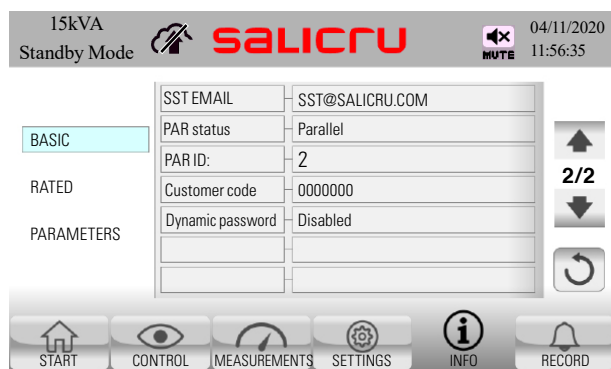 15kVA
Standby Mode
salicru
MUTE
04/11/2020
11:56:35
BASIC
RATED
PARAMETERS
SST EMAIL SST@SALICRU.COM
PAR status Parallel
PAR ID: 2
Customer code 0000000
Dynamic password Disabled
2/2
START CONTROL MEASUREMENTS SETTINGS INFO RECORD